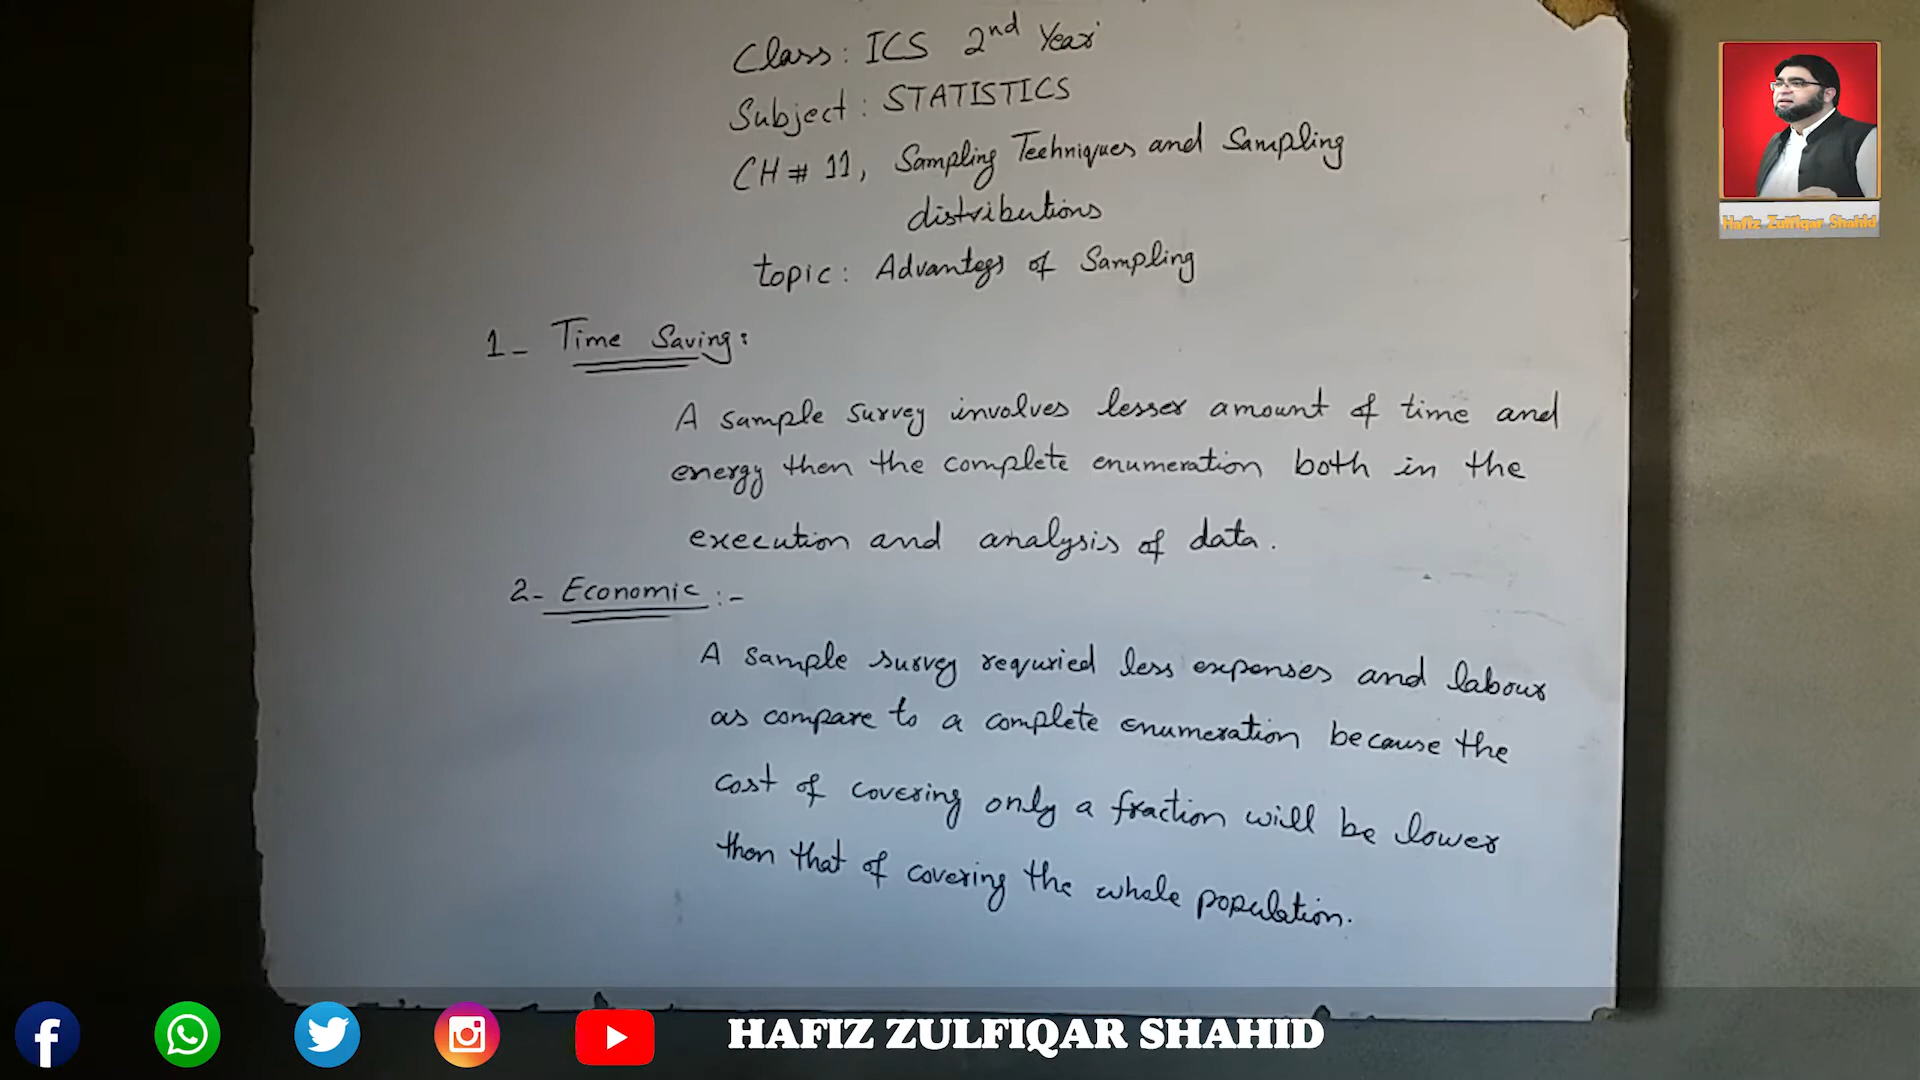 Class: ICS 2nd Year
Subject: STATISTICS
CH # 11, Sampling Techniques and Sampling
distributions
topic: Advantegs of Sampling
1- Time Saving:
A sample survey involves lesser amount of time and
energy then the complete enumeration both in the
execution and analysis of data.
2- Economic :-
A sample survey requried less expenses and labour
as compare to a complete enumeration because the
cost of covering only a fraction will be lower
then that of covering the whole population.
Hafiz Zulfiqar Shahid
HAFIZ ZULFIQAR SHAHID